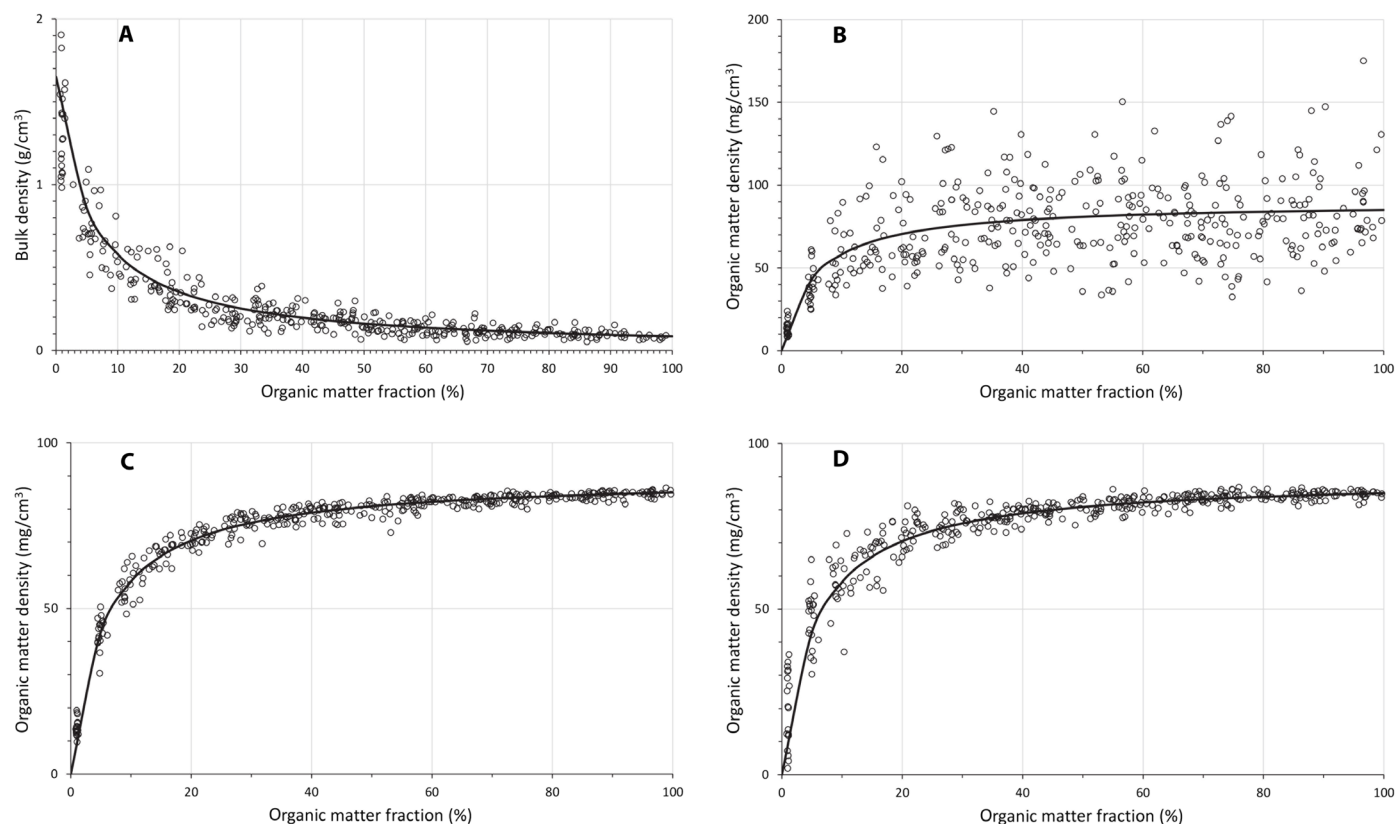 A
Bulk density (g/cm³)
2
1
0
0 10 20 30 40 50 60 70 80 90 100
Organic matter fraction (%)
B
Organic matter density (mg/cm³)
200
150
100
50
0
0 20 40 60 80 100
Organic matter fraction (%)
C
Organic matter density (mg/cm³)
100
50
0
0 20 40 60 80 100
Organic matter fraction (%)
D
Organic matter density (mg/cm³)
100
50
0
0 20 40 60 80 100
Organic matter fraction (%)